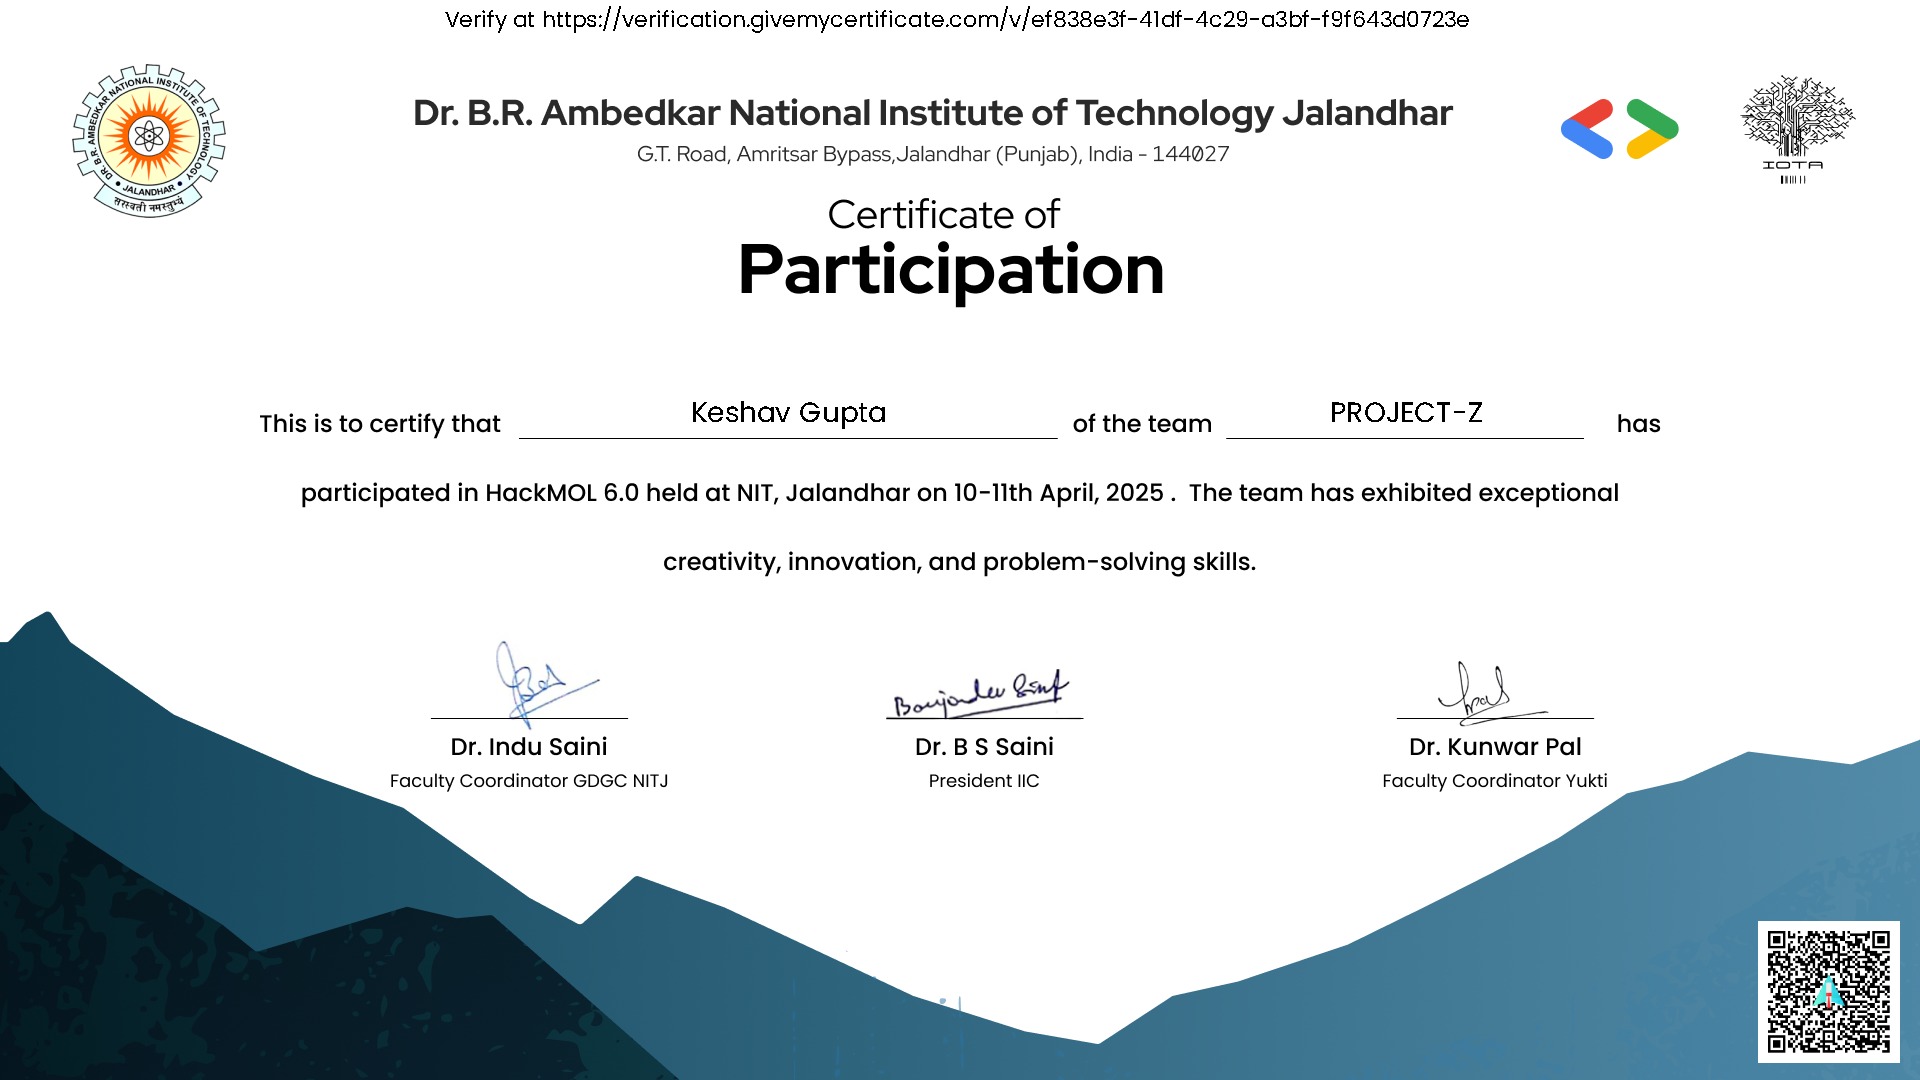 Verify at https://verification.givemycertificate.com/v/ef838e3f-41df-4c29-a3bf-f9f643d0723e
DR B.R. AMBEDKAR NATIONAL INSTITUTE OF TECHNOLOGY
JALANDHAR
सरस्वती नमस्तुभ्यं
Dr. B.R. Ambedkar National Institute of Technology Jalandhar
G.T. Road, Amritsar Bypass,Jalandhar (Punjab), India - 144027
IOTA
Certificate of
Participation
This is to certify that Keshav Gupta of the team PROJECT-Z has
participated in HackMOL 6.0 held at NIT, Jalandhar on 10-11th April, 2025 . The team has exhibited exceptional
creativity, innovation, and problem-solving skills.
Dr. Indu Saini
Faculty Coordinator GDGC NITJ
Dr. B S Saini
President IIC
Dr. Kunwar Pal
Faculty Coordinator Yukti